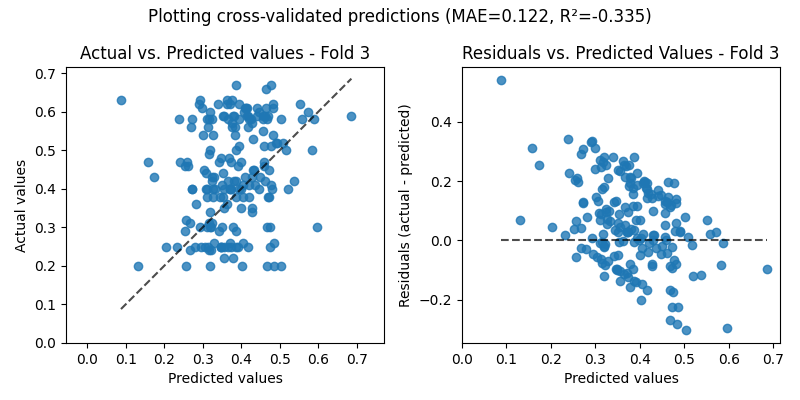 Plotting cross-validated predictions (MAE=0.122, R²=-0.335)
Actual vs. Predicted values - Fold 3
Actual values
0.7
0.6
0.5
0.4
0.3
0.2
0.1
0.0
0.0 0.1 0.2 0.3 0.4 0.5 0.6 0.7
Predicted values
Residuals vs. Predicted Values - Fold 3
Residuals (actual - predicted)
0.4
0.2
0.0
−0.2
0.0 0.1 0.2 0.3 0.4 0.5 0.6 0.7
Predicted values